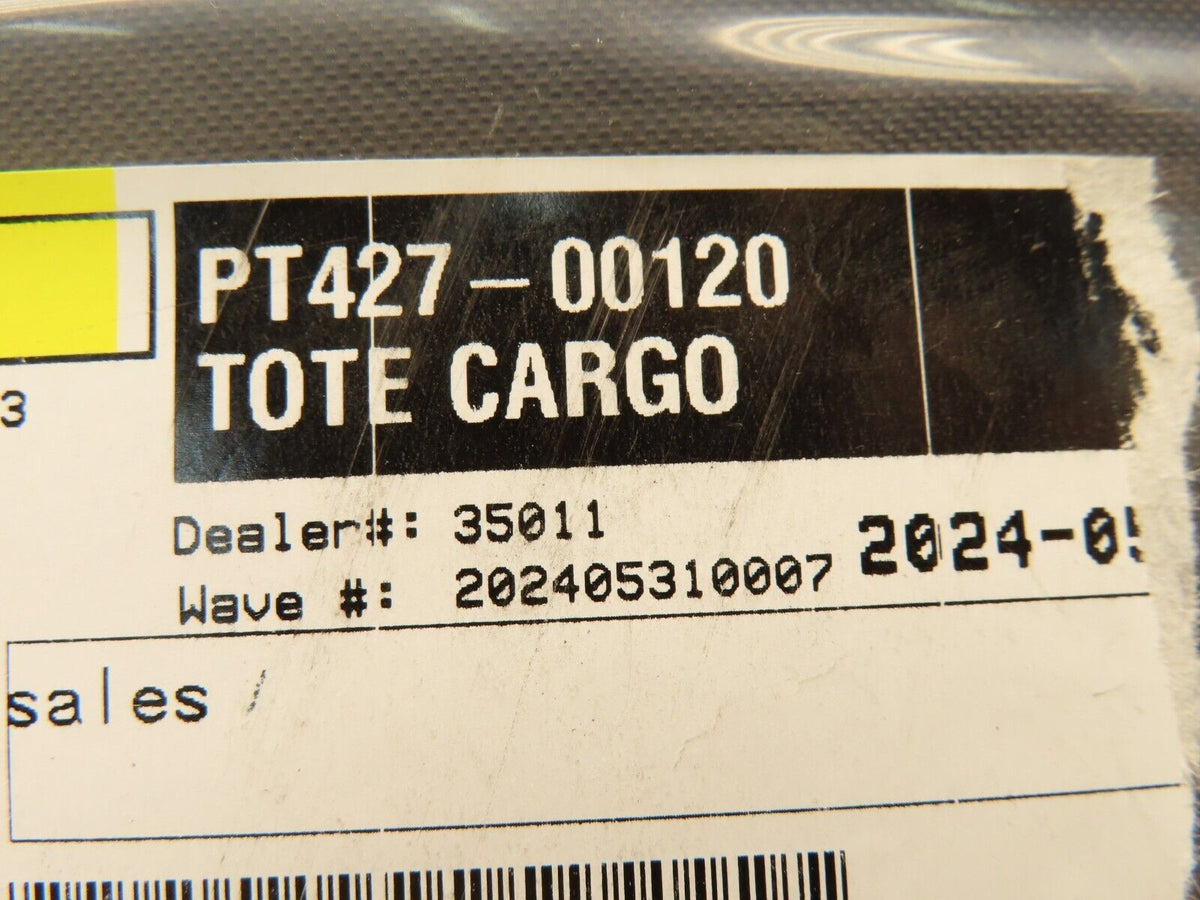 PT427-00120
TOTE CARGO
3
Dealer#: 35011
Wave #: 202405310007
2024-05
sales /